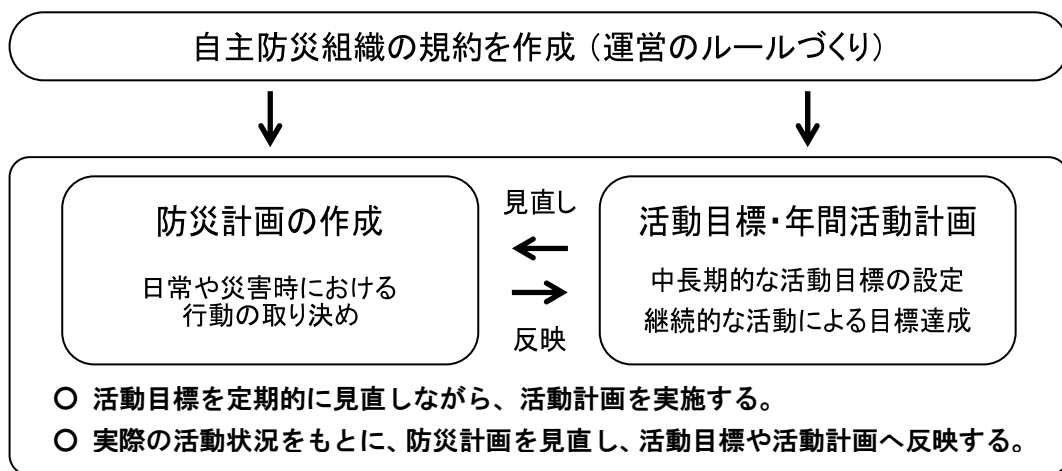 自主防災組織の規約を作成（運営のルールづくり）
防災計画の作成
日常や災害時における
行動の取り決め
見直し
反映
活動目標・年間活動計画
中長期的な活動目標の設定
継続的な活動による目標達成
○ 活動目標を定期的に見直しながら、活動計画を実施する。
○ 実際の活動状況をもとに、防災計画を見直し、活動目標や活動計画へ反映する。